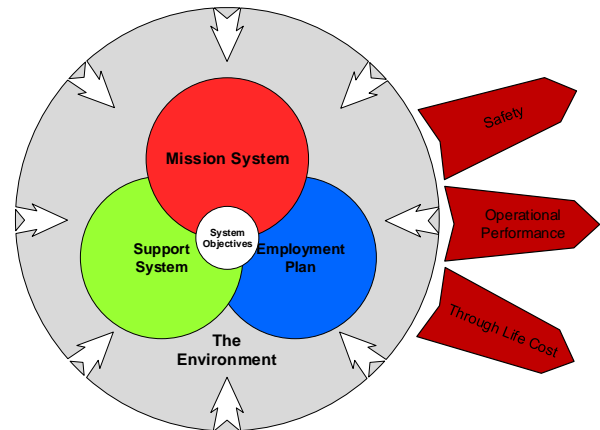 Mission System
System
Objectives
Support
System
Employment
Plan
The
Environment
Safety
Operational
Performance
Through Life Cost